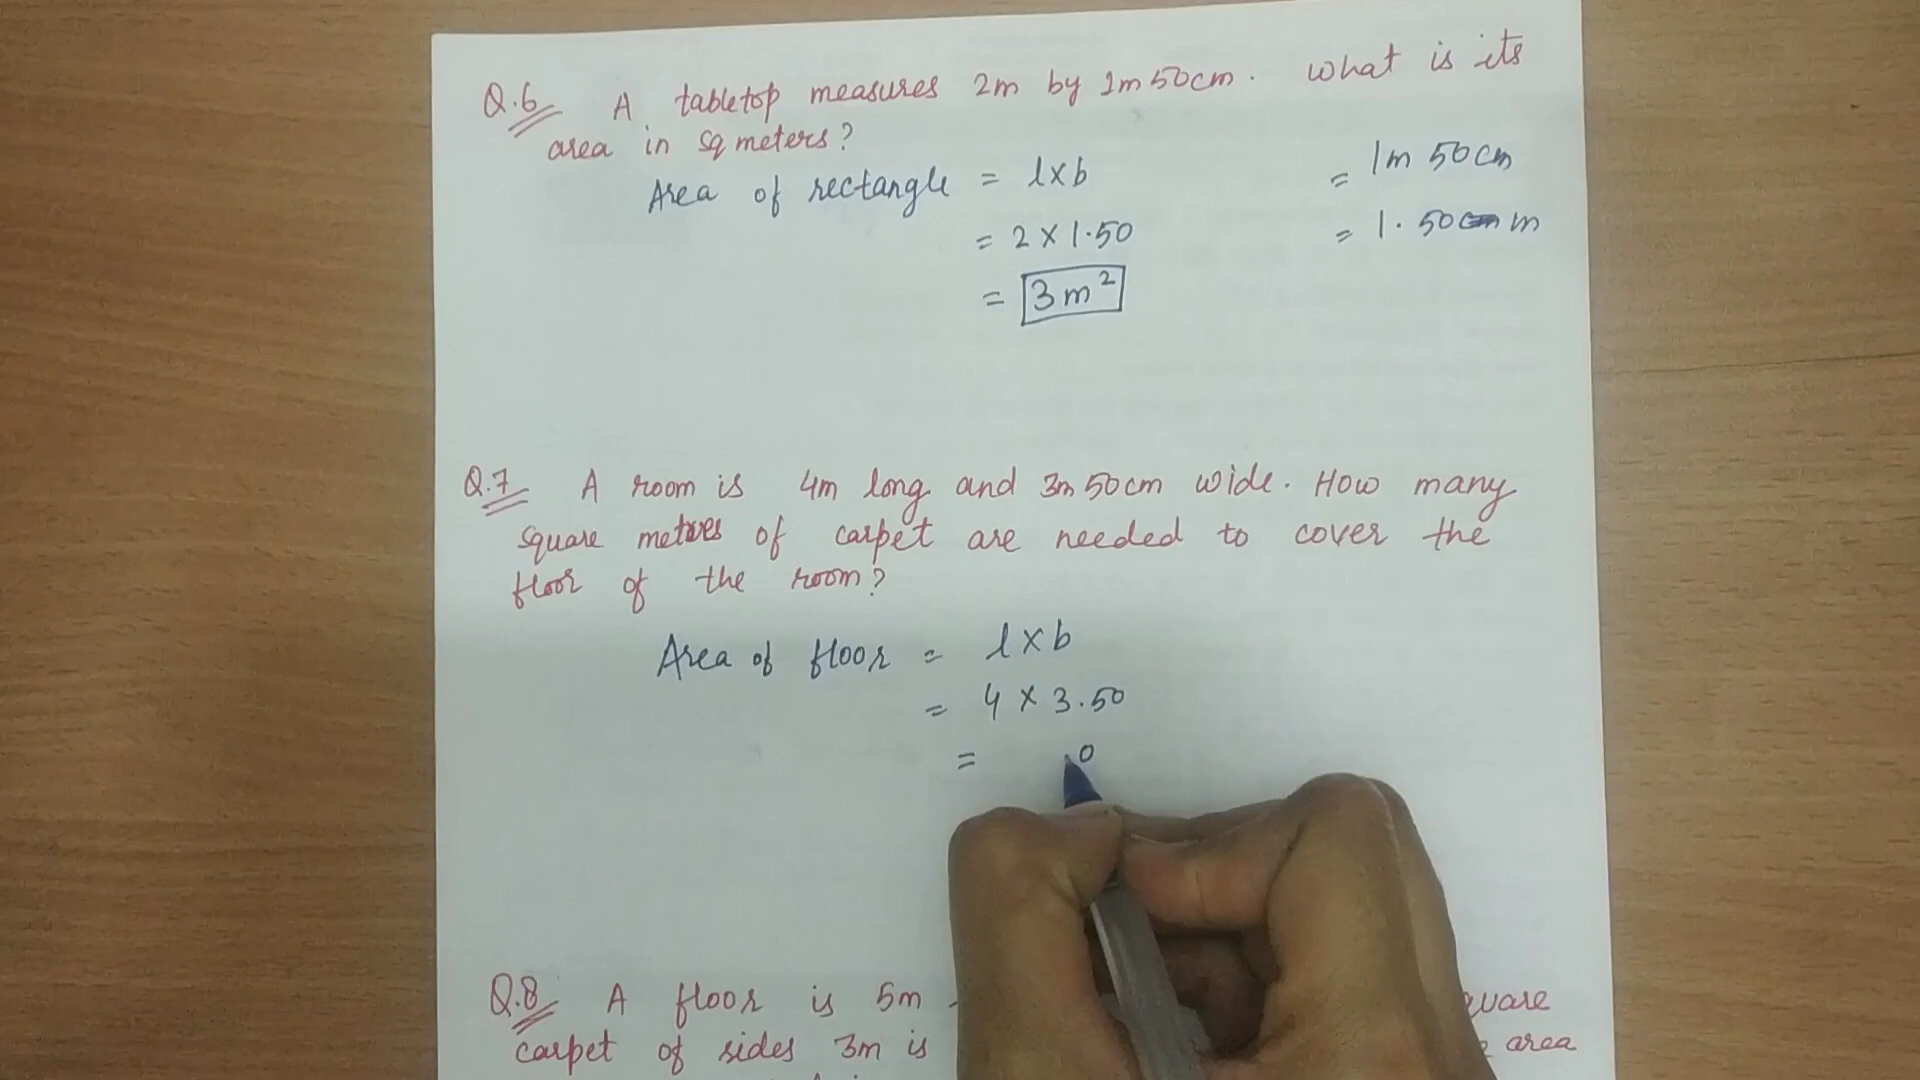 Q.6 A tabletop measures 2m by 1m 50cm. What is its
area in sq meters?
Area of rectangle = l×b
= 1m 50cm
= 2 × 1.50
= 1.50 m
= 3m²
Q.7 A room is 4m long and 3m 50cm wide. How many
square metres of carpet are needed to cover the
floor of the room?
Area of floor = l×b
= 4 × 3.50
= 0
Q.8 A floor is 5m
carpet of sides 3m is area